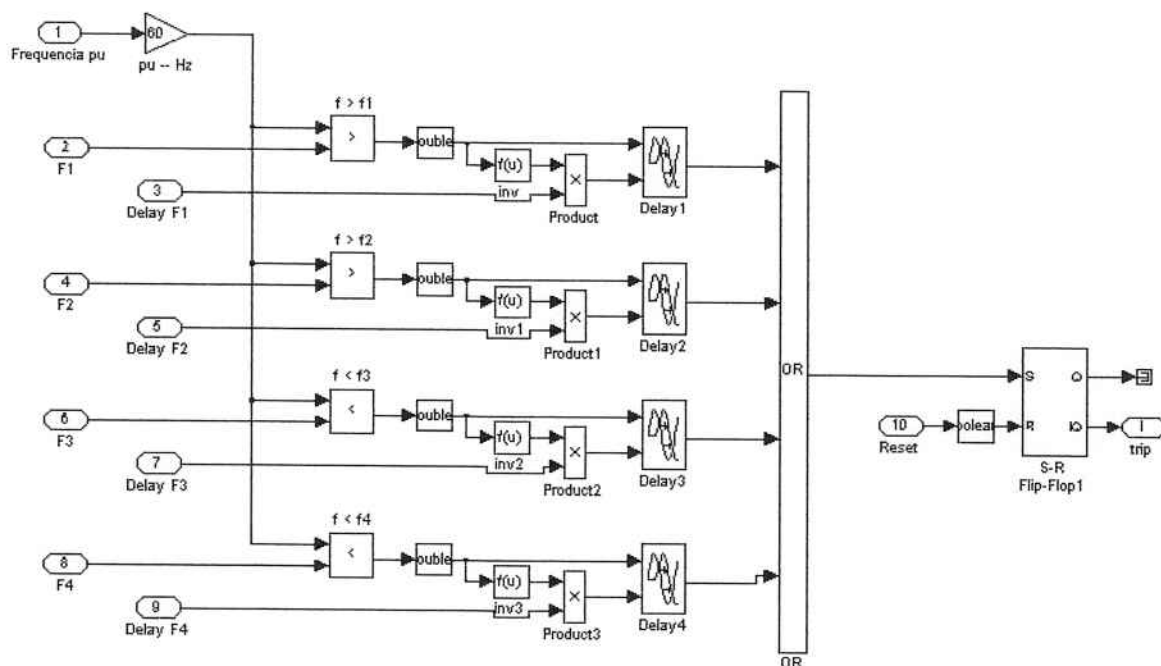 1
Frequencia pu
60
pu -- Hz
f > f1
2
F1
>
ouble
f(u)
inv
×
Product
Delay1
3
Delay F1
f > f2
4
F2
>
ouble
f(u)
inv1
×
Product1
Delay2
5
Delay F2
f < f3
6
F3
<
ouble
f(u)
inv2
×
Product2
Delay3
7
Delay F3
f < f4
8
F4
<
ouble
f(u)
inv3
×
Product3
Delay4
9
Delay F4
OR
OR
10
Reset
oolean
S
Q
R
!Q
S-R
Flip-Flop1
1
trip